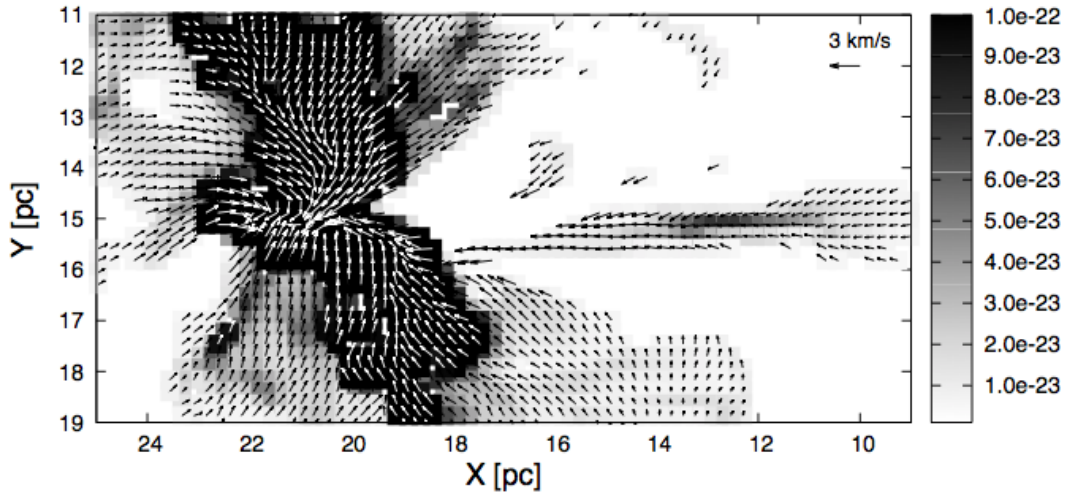 11
12
13
14
15
16
17
18
19
Y [pc]
24
22
20
18
16
14
12
10
X [pc]
3 km/s
1.0e-22
9.0e-23
8.0e-23
7.0e-23
6.0e-23
5.0e-23
4.0e-23
3.0e-23
2.0e-23
1.0e-23